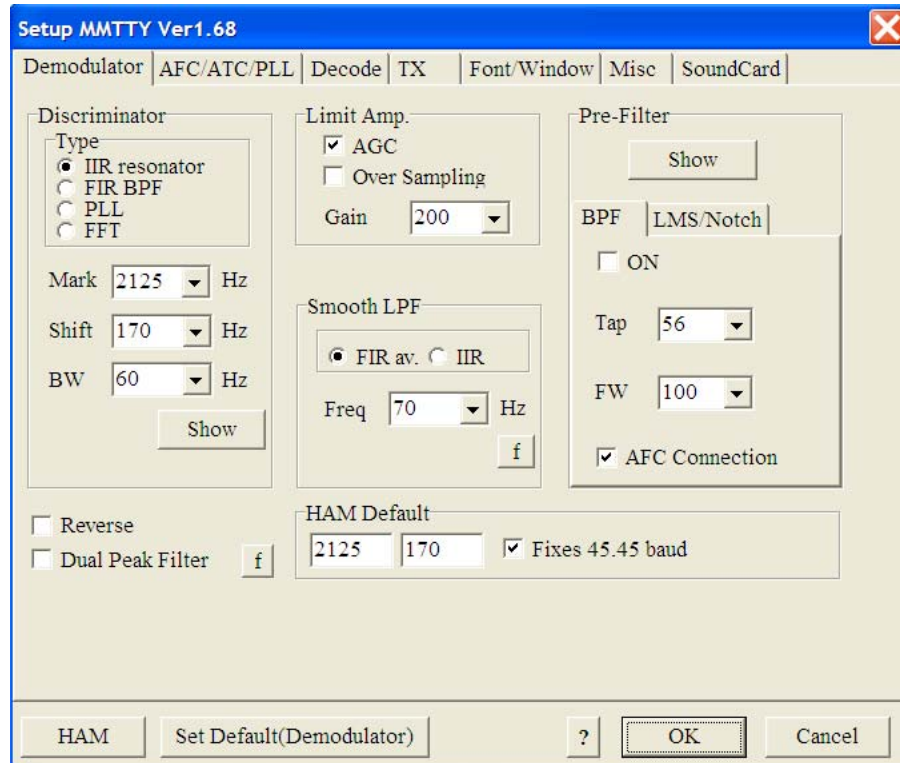 Setup MMTTY Ver1.68
Demodulator AFC/ATC/PLL Decode TX Font/Window Misc SoundCard
Discriminator
Type
IIR resonator
FIR BPF
PLL
FFT
Mark 2125 Hz
Shift 170 Hz
BW 60 Hz
Show
Limit Amp.
AGC
Over Sampling
Gain 200
Smooth LPF
FIR av. IIR
Freq 70 Hz
f
Pre-Filter
Show
BPF LMS/Notch
ON
Tap 56
FW 100
AFC Connection
Reverse
Dual Peak Filter f
HAM Default
2125 170 Fixes 45.45 baud
HAM Set Default(Demodulator) ? OK Cancel